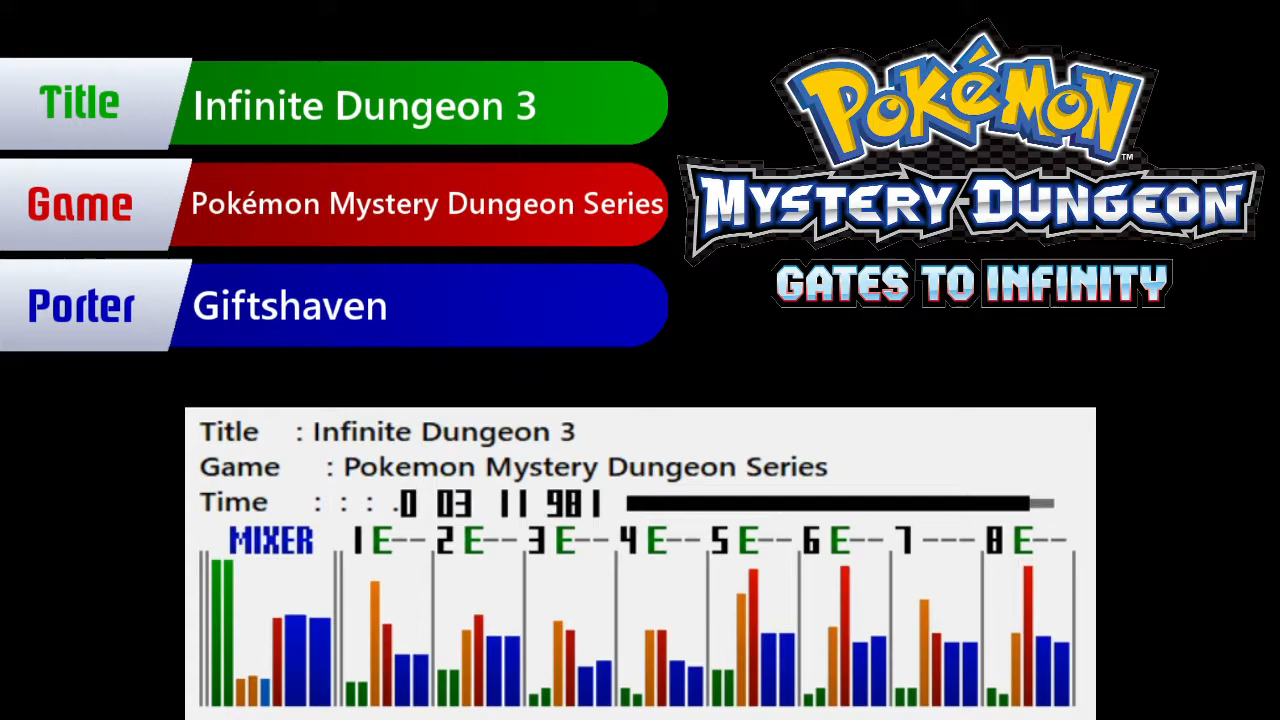 Title Infinite Dungeon 3
Game Pokémon Mystery Dungeon Series
Porter Giftshaven
POKéMON™
MYSTERY DUNGEON
GATES TO INFINITY
Title : Infinite Dungeon 3
Game : Pokemon Mystery Dungeon Series
Time : : : .0 03 11 981
MIXER 1 E-- 2 E-- 3 E-- 4 E-- 5 E-- 6 E-- 7 --- 8 E--